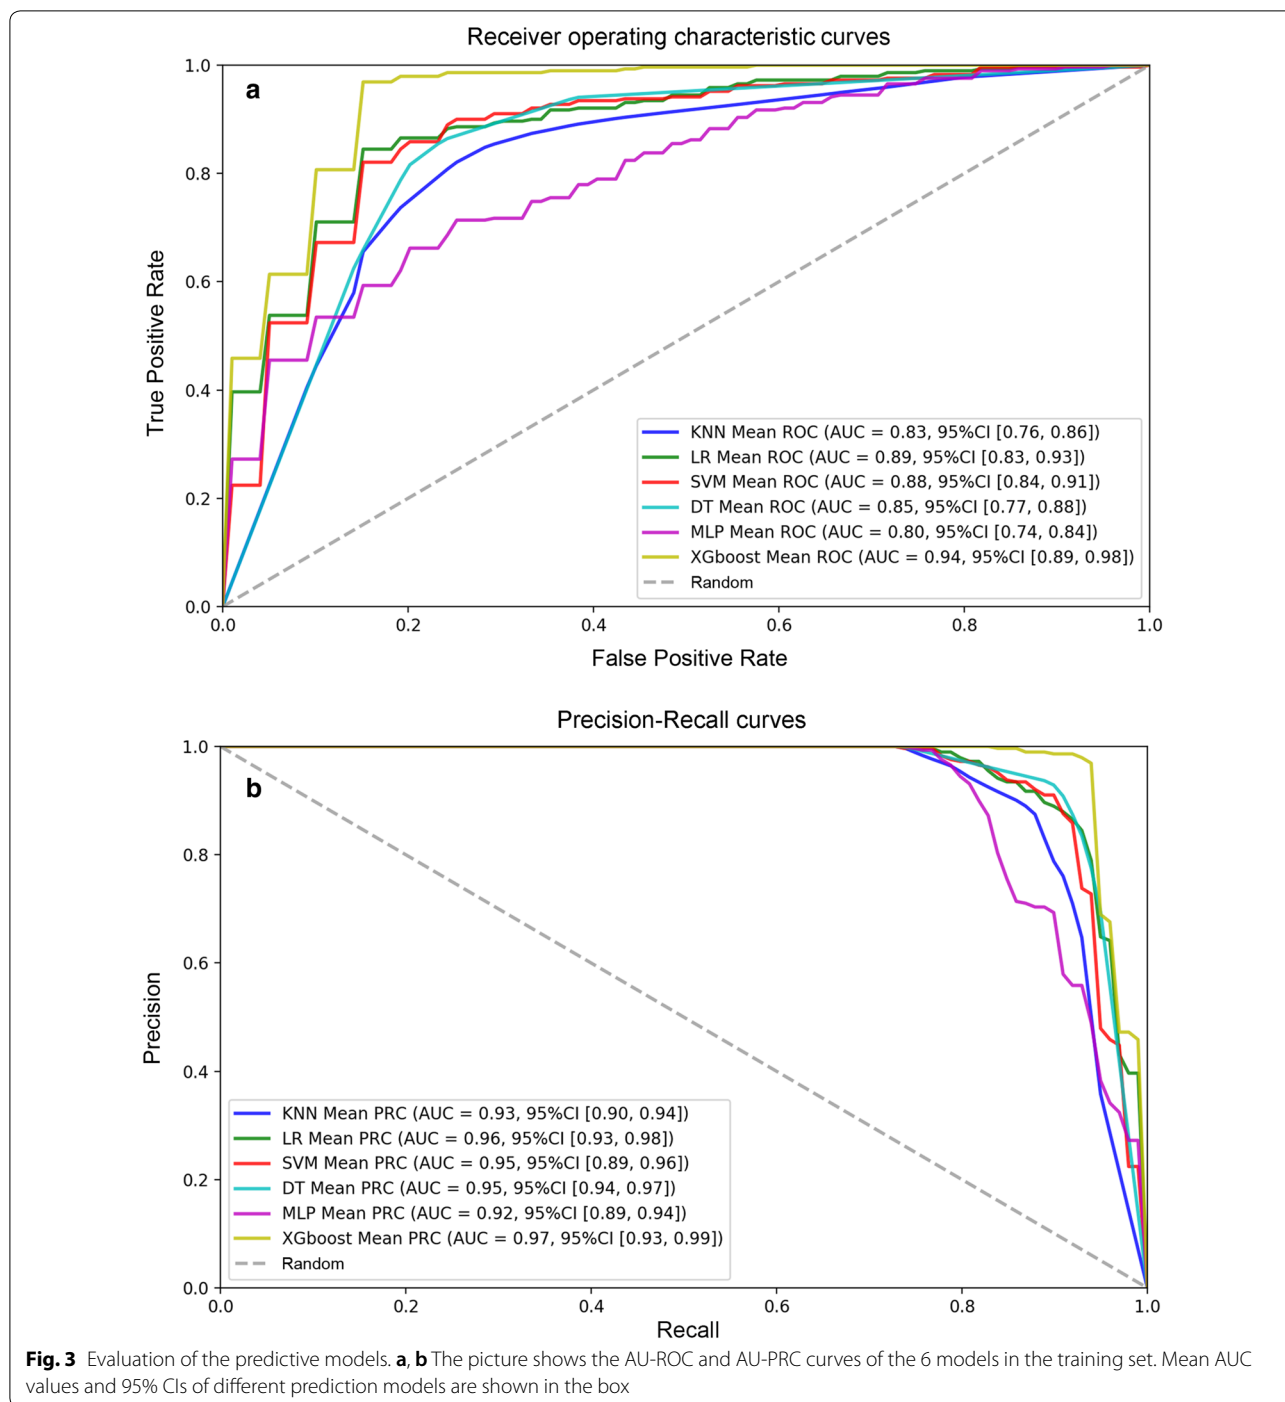 Receiver operating characteristic curves
a
1.0
0.8
0.6
0.4
0.2
0.0
True Positive Rate
KNN Mean ROC (AUC = 0.83, 95%CI [0.76, 0.86])
LR Mean ROC (AUC = 0.89, 95%CI [0.83, 0.93])
SVM Mean ROC (AUC = 0.88, 95%CI [0.84, 0.91])
DT Mean ROC (AUC = 0.85, 95%CI [0.77, 0.88])
MLP Mean ROC (AUC = 0.80, 95%CI [0.74, 0.84])
XGboost Mean ROC (AUC = 0.94, 95%CI [0.89, 0.98])
Random
0.0 0.2 0.4 0.6 0.8 1.0
False Positive Rate
Precision-Recall curves
b
1.0
0.8
0.6
0.4
0.2
0.0
Precision
KNN Mean PRC (AUC = 0.93, 95%CI [0.90, 0.94])
LR Mean PRC (AUC = 0.96, 95%CI [0.93, 0.98])
SVM Mean PRC (AUC = 0.95, 95%CI [0.89, 0.96])
DT Mean PRC (AUC = 0.95, 95%CI [0.94, 0.97])
MLP Mean PRC (AUC = 0.92, 95%CI [0.89, 0.94])
XGboost Mean PRC (AUC = 0.97, 95%CI [0.93, 0.99])
Random
0.0 0.2 0.4 0.6 0.8 1.0
Recall
Fig. 3 Evaluation of the predictive models. a, b The picture shows the AU-ROC and AU-PRC curves of the 6 models in the training set. Mean AUC
values and 95% CIs of different prediction models are shown in the box